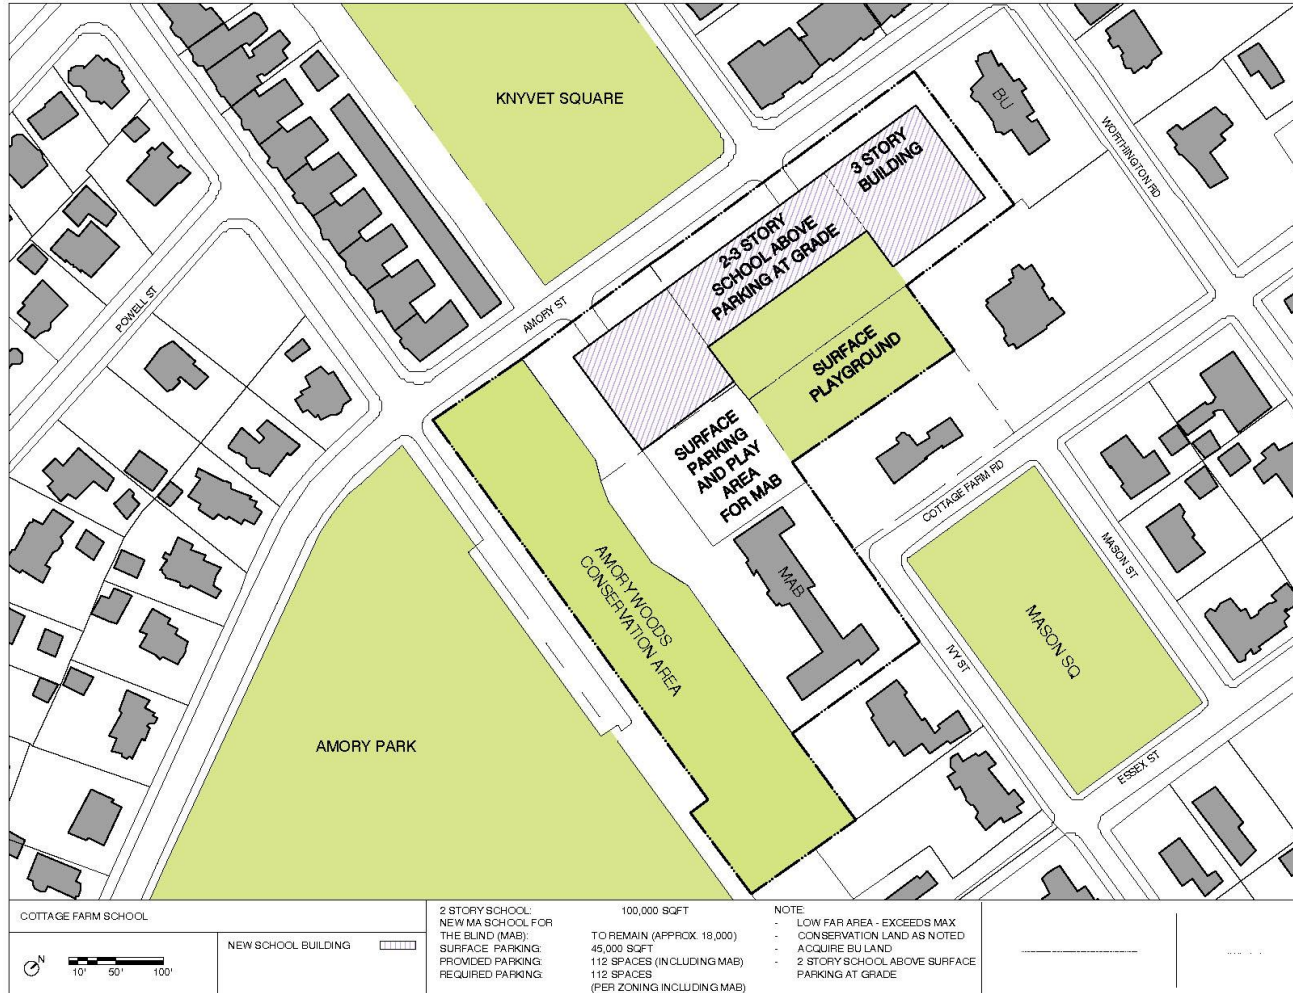 KNYVET SQUARE
BU
WORTHINGTON RD
3 STORY
BUILDING
2-3 STORY
SCHOOL ABOVE
PARKING AT GRADE
POWELL ST
AMORY ST
SURFACE
PLAYGROUND
SURFACE
PARKING
AND PLAY
AREA
FOR MAB
COTTAGE FARM RD
MASON ST
AMORY WOODS
CONSERVATION AREA
MAB
MASON SQ
IVY ST
AMORY PARK
ESSEX ST
COTTAGE FARM SCHOOL
N
10' 50' 100'
NEW SCHOOL BUILDING
2 STORY SCHOOL: 100,000 SQFT
NEW MA SCHOOL FOR
THE BLIND (MAB): TO REMAIN (APPROX. 18,000)
SURFACE PARKING: 45,000 SQFT
PROVIDED PARKING: 112 SPACES (INCLUDING MAB)
REQUIRED PARKING: 112 SPACES
(PER ZONING INCLUDING MAB)
NOTE:
- LOW FAR AREA - EXCEEDS MAX
- CONSERVATION LAND AS NOTED
- ACQUIRE BU LAND
- 2 STORY SCHOOL ABOVE SURFACE
PARKING AT GRADE